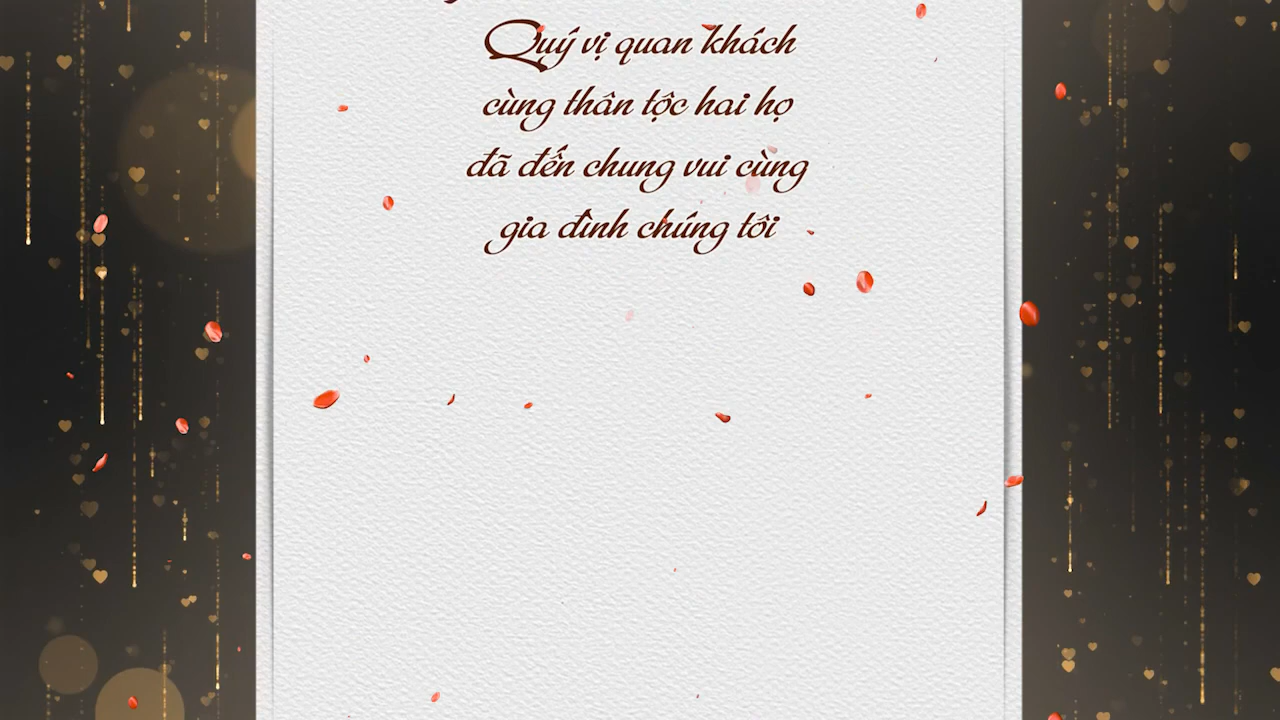 Quý vị quan khách
cùng thân tộc hai họ
đã đến chung vui cùng
gia đình chúng tôi